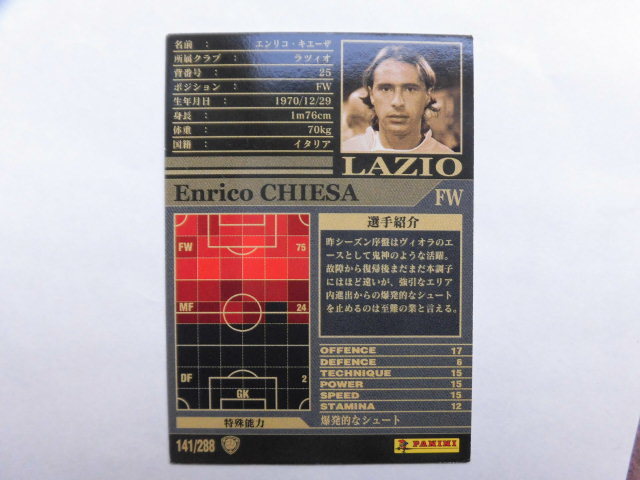 名前 : エンリコ・キエーザ
所属クラブ : ラツィオ
背番号 : 25
ポジション : FW
生年月日 : 1970/12/29
身長 : 1m76cm
体重 : 70kg
国籍 : イタリア
LAZIO
Enrico CHIESA
FW
FW 75
MF 24
DF 2
GK
特殊能力
選手紹介
昨シーズン序盤はヴィオラのエ
ースとして鬼神のような活躍。
故障から復帰後まだまだ本調子
にはほど遠いが、強引なエリア
内進出からの爆発的なシュート
を止めるのは至難の業と言える。
OFFENCE 17
DEFENCE 6
TECHNIQUE 15
POWER 15
SPEED 15
STAMINA 12
爆発的なシュート
141/288
PANINI